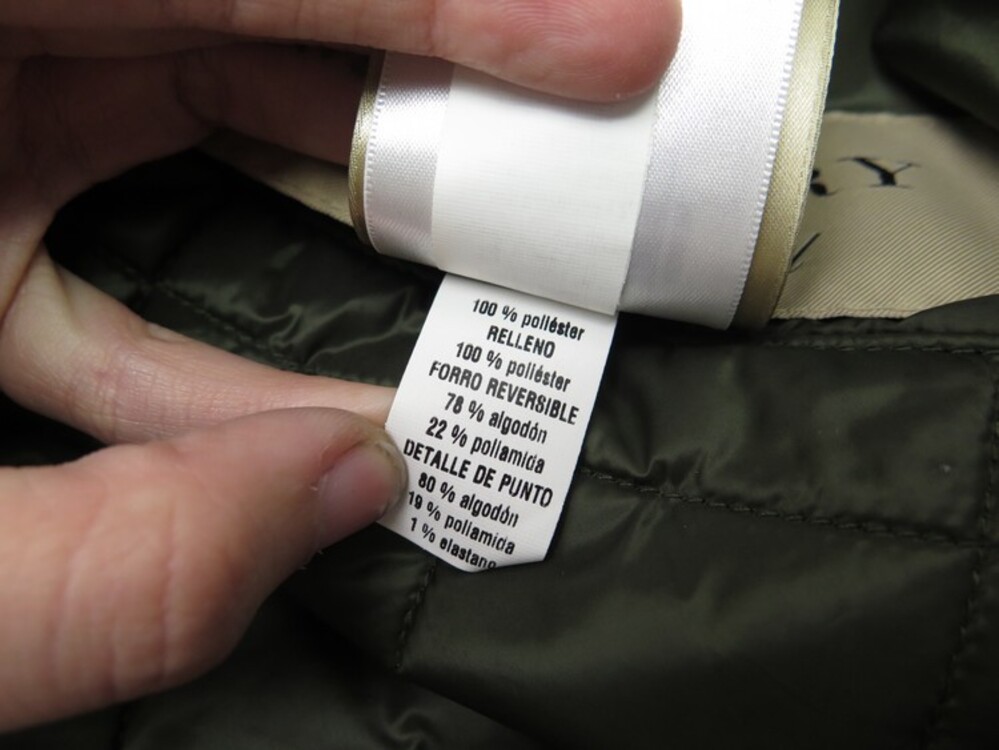 RY
100 % poliéster
RELLENO
100 % poliéster
FORRO REVERSIBLE
78 % algodón
22 % poliamida
DETALLE DE PUNTO
80 % algodón
19 % poliamida
1 % elastano